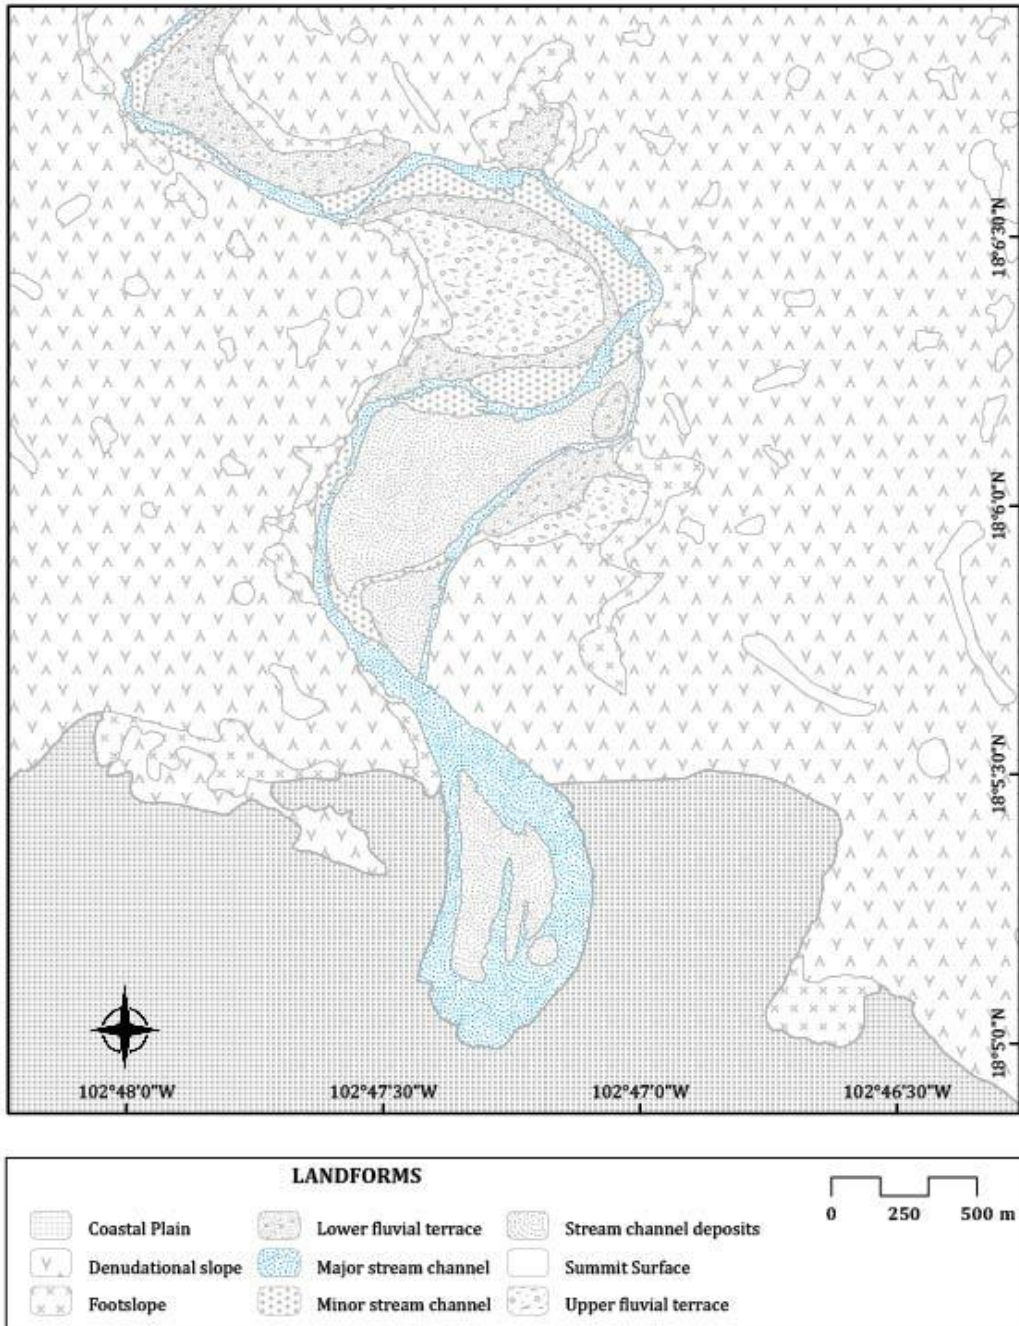 18°6'30"N
18°6'0"N
18°5'30"N
18°5'0"N
102°48'0"W 102°47'30"W 102°47'0"W 102°46'30"W
LANDFORMS
0 250 500 m
Coastal Plain Lower fluvial terrace Stream channel deposits
Denudational slope Major stream channel Summit Surface
Footslope Minor stream channel Upper fluvial terrace